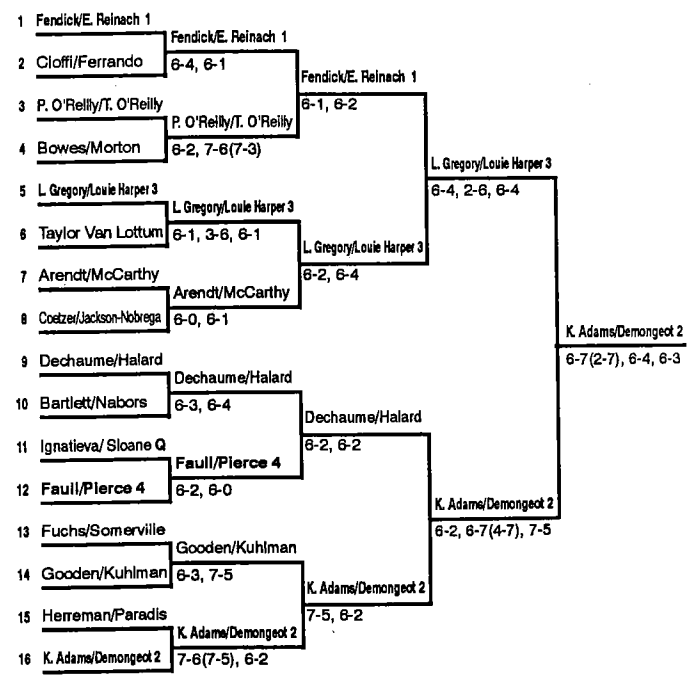 1 Fendick/E. Reinach 1
2 Cioffi/Ferrando
3 P. O'Reilly/T. O'Reilly
4 Bowes/Morton
5 L. Gregory/Louie Harper 3
6 Taylor Van Lottum
7 Arendt/McCarthy
8 Coetzer/Jackson-Nobrega
9 Dechaume/Halard
10 Bartlett/Nabors
11 Ignatieva/ Sloane Q
12 Faull/Pierce 4
13 Fuchs/Somerville
14 Gooden/Kuhlman
15 Herreman/Paradis
16 K. Adams/Demongeot 2
Fendick/E. Reinach 1
6-4, 6-1
P. O'Reilly/T. O'Reilly
6-2, 7-6(7-3)
L. Gregory/Louie Harper 3
6-1, 3-6, 6-1
Arendt/McCarthy
6-0, 6-1
Dechaume/Halard
6-3, 6-4
Faull/Pierce 4
6-2, 6-0
Gooden/Kuhlman
6-3, 7-5
K. Adams/Demongeot 2
7-6(7-5), 6-2
Fendick/E. Reinach 1
6-1, 6-2
L. Gregory/Louie Harper 3
6-2, 6-4
Dechaume/Halard
6-2, 6-2
K. Adams/Demongeot 2
7-5, 6-2
L. Gregory/Louie Harper 3
6-4, 2-6, 6-4
K. Adams/Demongeot 2
6-2, 6-7(4-7), 7-5
K. Adams/Demongeot 2
6-7(2-7), 6-4, 6-3